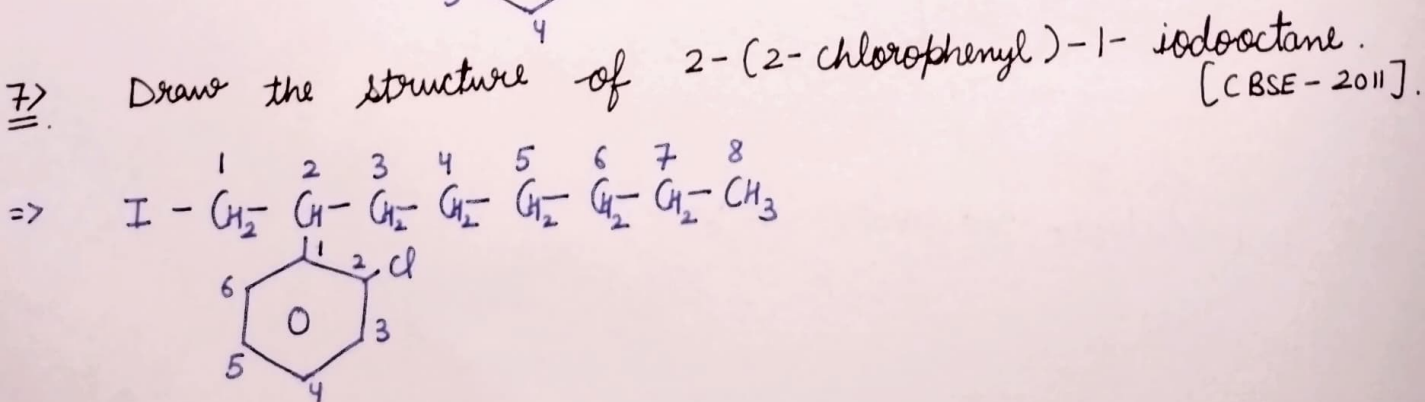 4
7> Draw the structure of 2-(2-chlorophenyl)-1-iodooctane.
[CBSE-2011].
1 2 3 4 5 6 7 8
=> I - CH₂ - CH - CH₂ - CH₂ - CH₂ - CH₂ - CH₂ - CH₃
1
2 Cl
6
3
5
4